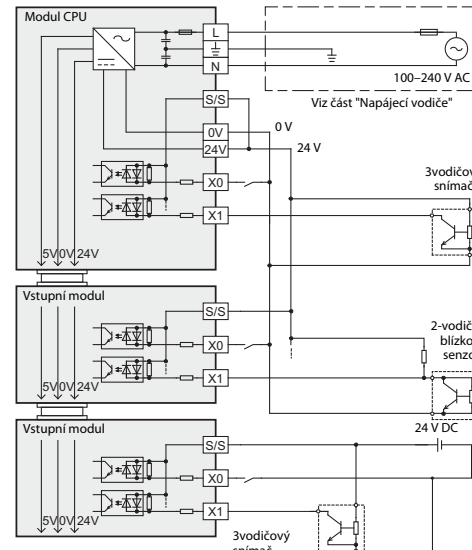 Modul CPU
L
N
100–240 V AC
Viz část "Napájecí vodiče"
S/S
0V
0 V
24V
24 V
X0
X1
5V 0V 24V
Vstupní modul
S/S
X0
X1
5V 0V 24V
24 V DC
Vstupní modul
S/S
X0
X1
5V 0V 24V
3vodičový